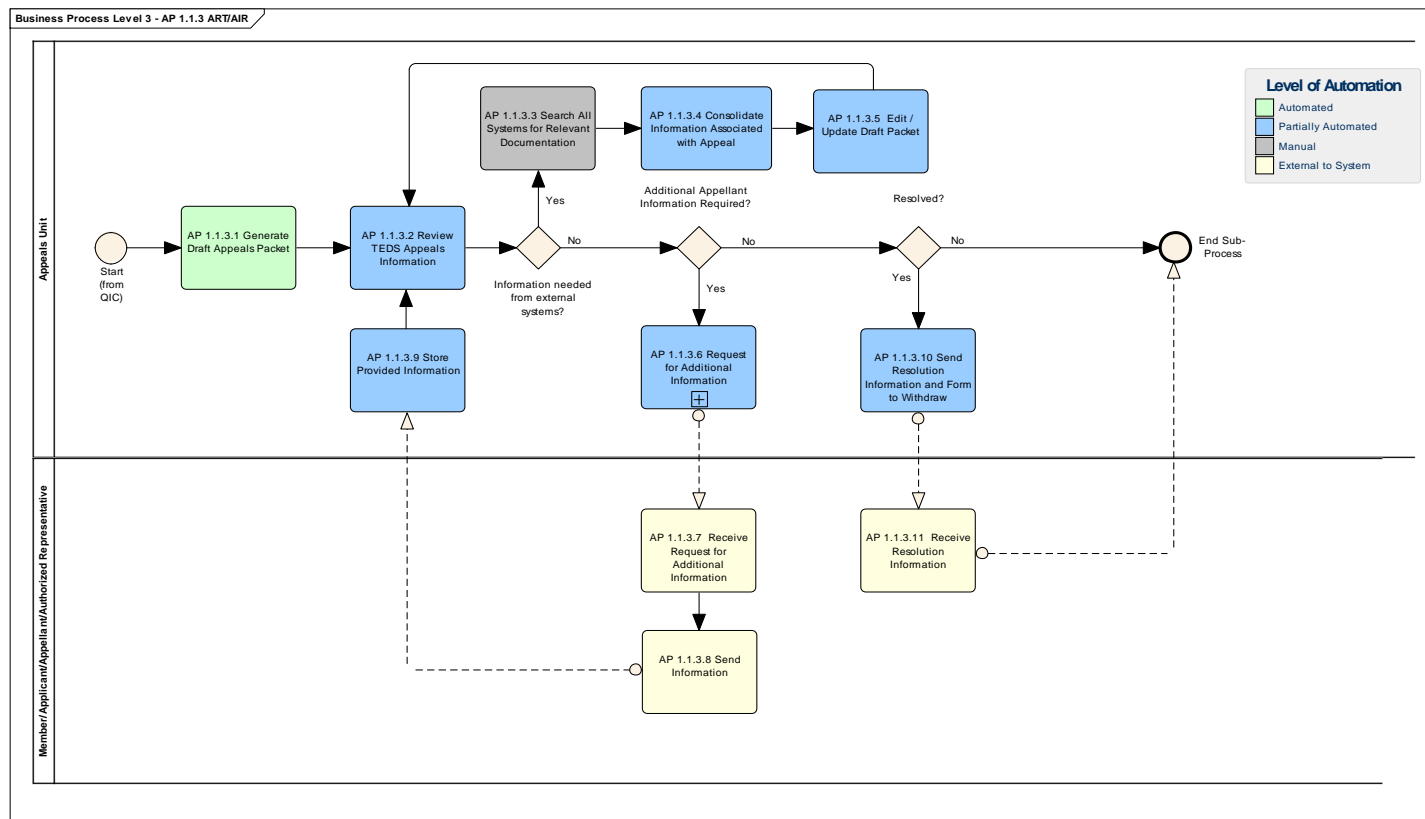 Business Process Level 3 - AP 1.1.3 ART/AIR
Level of Automation
Automated
Partially Automated
Manual
External to System
Appeals Unit
AP 1.1.3.3 Search All
Systems for Relevant
Documentation
AP 1.1.3.4 Consolidate
Information Associated
with Appeal
AP 1.1.3.5 Edit /
Update Draft Packet
Yes
Additional Appellant
Information Required?
Resolved?
Start
(from
QIC)
AP 1.1.3.1 Generate
Draft Appeals Packet
AP 1.1.3.2 Review
TEDS Appeals
Information
No
Information needed
from external
systems?
No
Yes
No
Yes
End Sub-
Process
AP 1.1.3.9 Store
Provided Information
AP 1.1.3.6 Request
for Additional
Information
AP 1.1.3.10 Send
Resolution
Information and Form
to Withdraw
Member/Applicant/Appellant/Authorized Representative
AP 1.1.3.7 Receive
Request for
Additional
Information
AP 1.1.3.11 Receive
Resolution
Information
AP 1.1.3.8 Send
Information